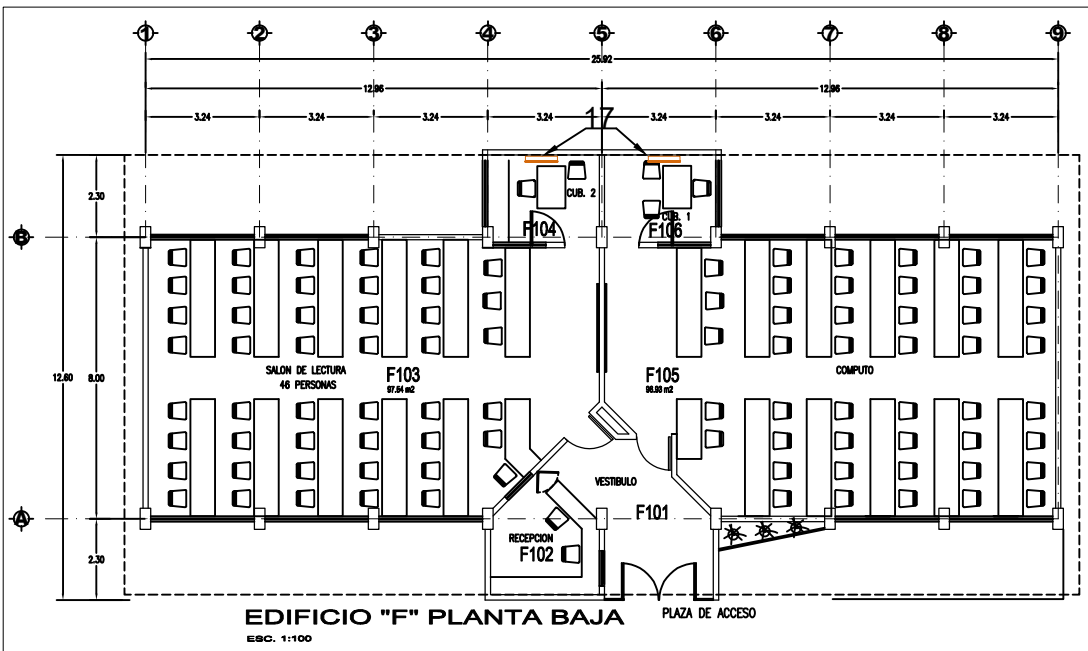 1 2 3 4 5 6 7 8 9
25.92
12.96 12.96
3.24 3.24 3.24 3.24 3.24 3.24 3.24 3.24
17
2.30
CUB. 2
CUB. 1
F104
F106
B
SALON DE LECTURA
46 PERSONAS
F103
97.54 m2
F105
98.93 m2
COMPUTO
12.60
8.00
VESTIBULO
F101
A
RECEPCION
F102
2.30
EDIFICIO "F" PLANTA BAJA
PLAZA DE ACCESO
ESC. 1:100